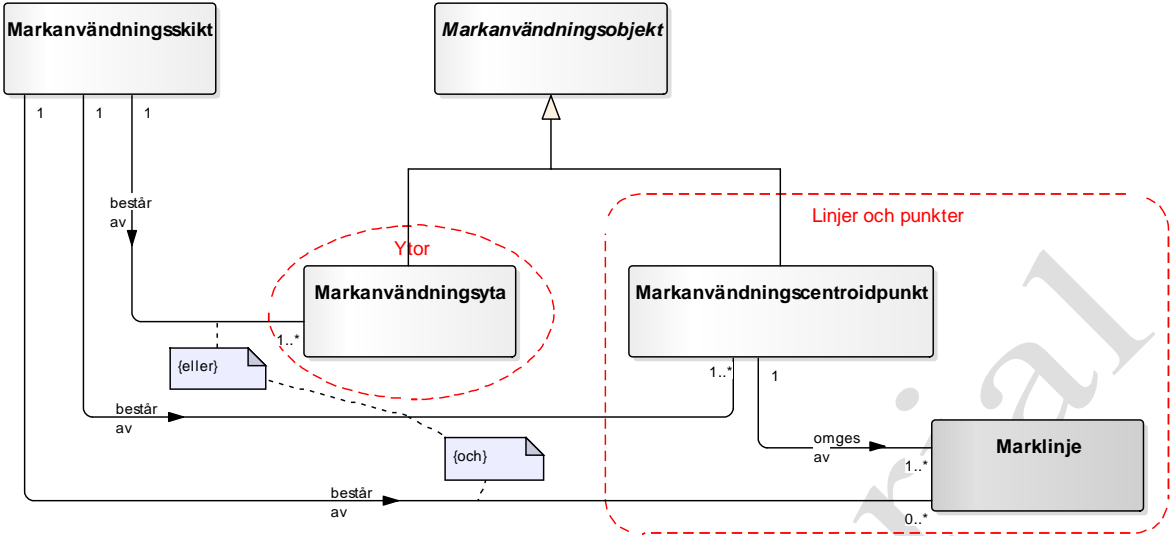 Markanvändningsskikt
Markanvändningsobjekt
1
1
1
består
av
Linjer och punkter
Ytor
Markanvändningsyta
Markanvändningscentroidpunkt
1..*
{eller}
1..*
1
består
av
omges
av
Marklinje
{och}
1..*
består
av
0..*
rial